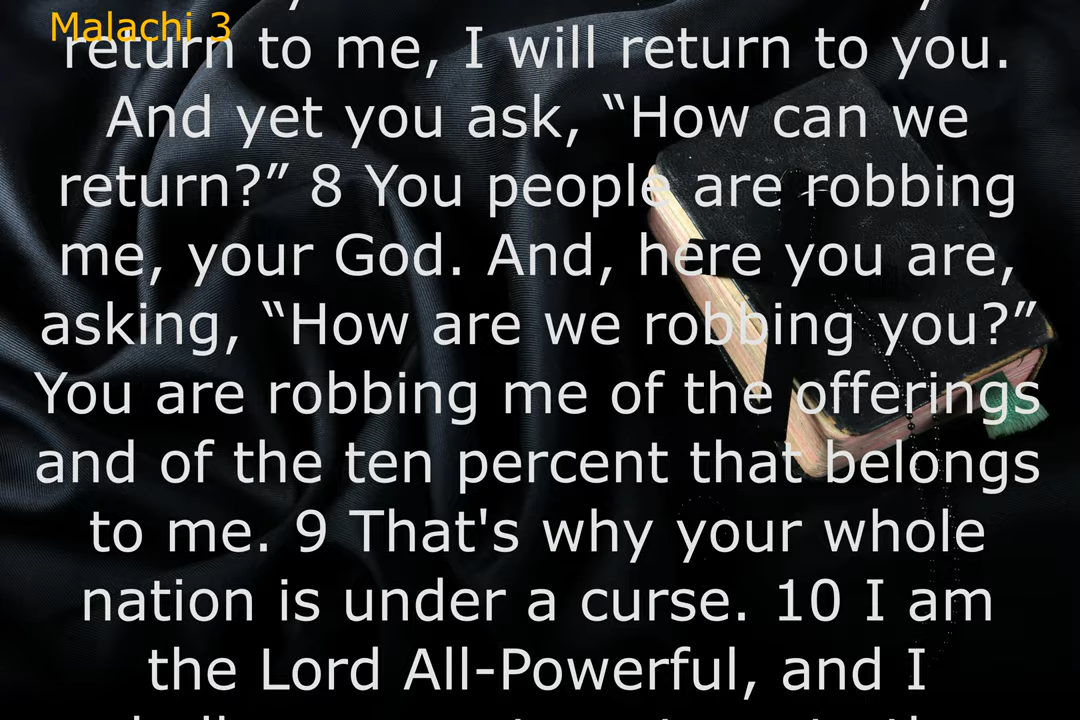 Malachi 3
return to me, I will return to you.
And yet you ask, “How can we
return?” 8 You people are robbing
me, your God. And, here you are,
asking, “How are we robbing you?”
You are robbing me of the offerings
and of the ten percent that belongs
to me. 9 That's why your whole
nation is under a curse. 10 I am
the Lord All-Powerful, and I